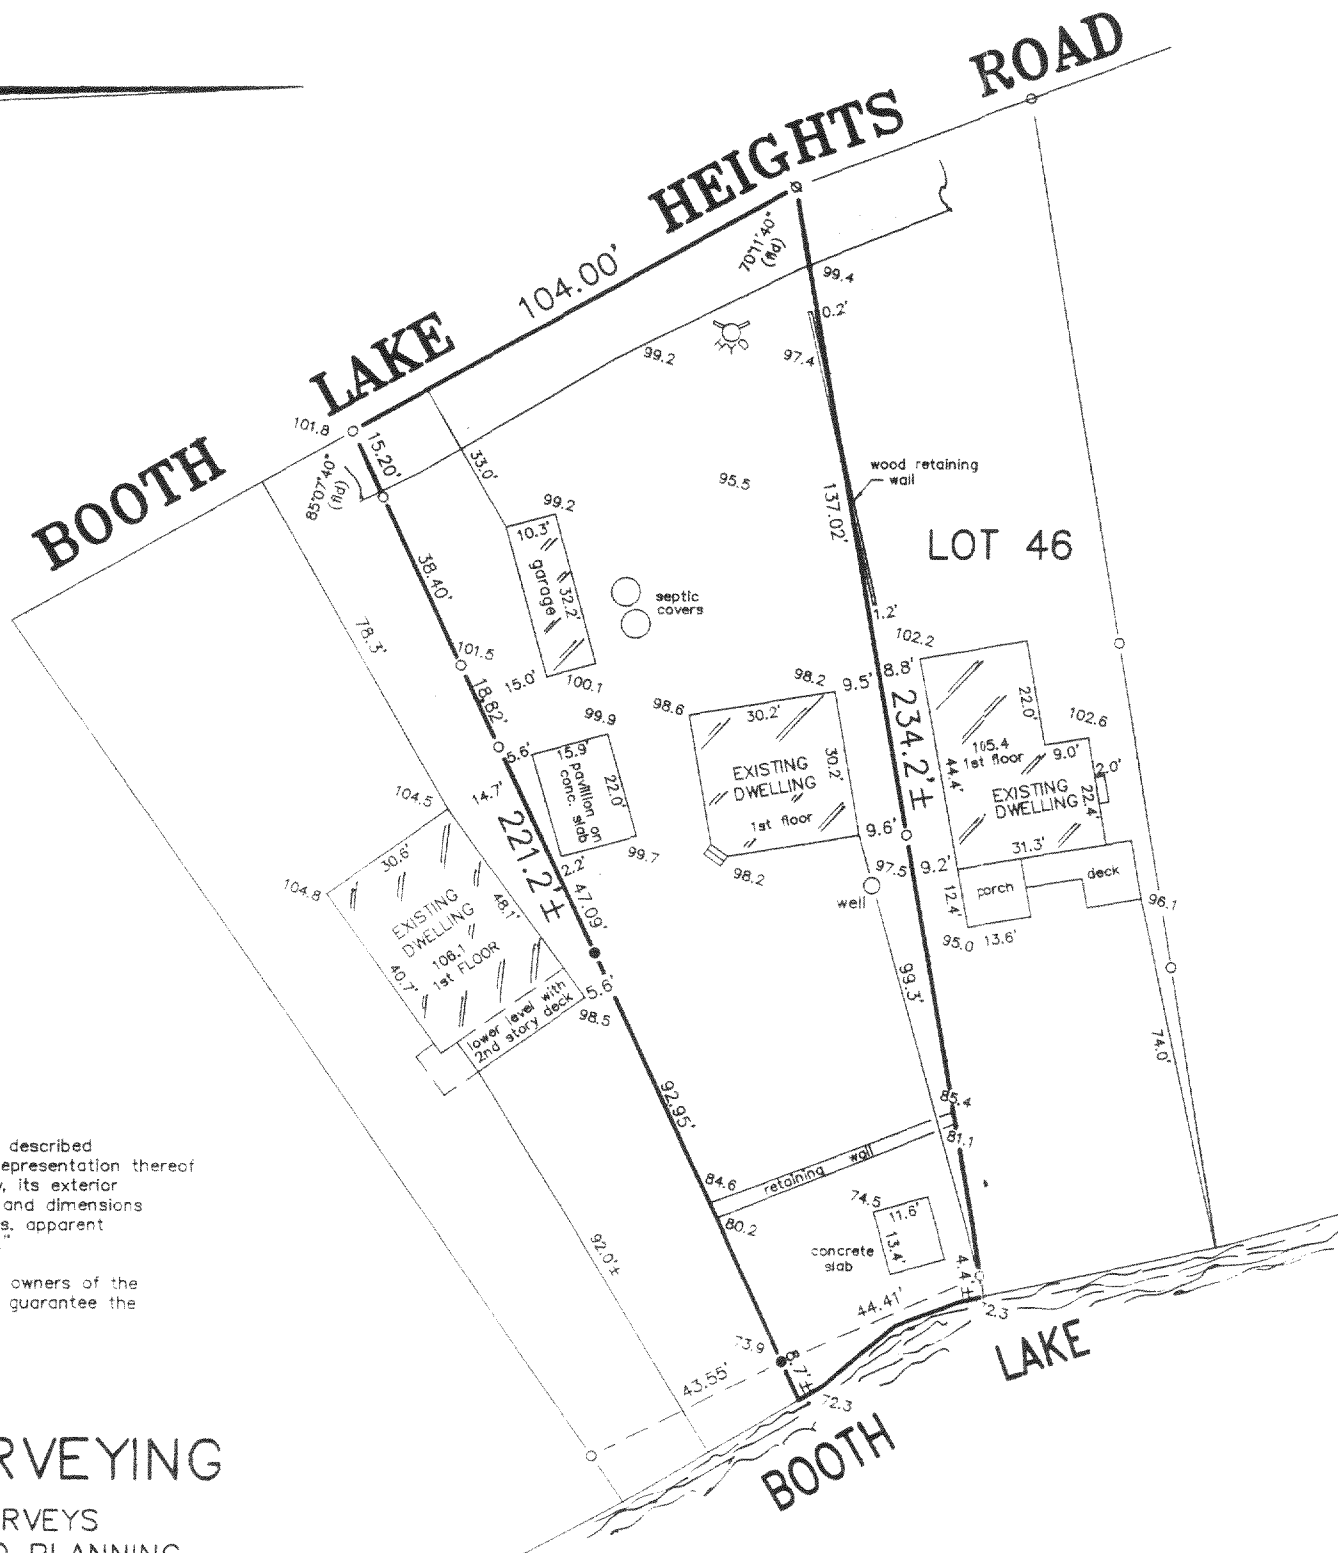 BOOTH LAKE HEIGHTS ROAD
104.00'
70°11'40"
(fld)
99.4
0.2'
97.4
HYD
99.2
101.8
15.20'
85°07'40"
(fld)
33.0'
95.5
wood retaining
wall
137.02'
LOT 46
99.2
10.3'
garage
32.2'
38.40'
septic
covers
1.2'
78.3'
101.5
18.82'
15.0'
100.1
102.2
98.2
9.5'
8.8'
98.6
99.9
30.2'
234.2'±
22.0'
102.6
5.6'
15.9'
pavillion on
conc. slab
22.0'
30.2'
EXISTING
DWELLING
1st floor
105.4
1st floor
9.0'
2.0'
44.4'
EXISTING
DWELLING
22.4'
14.7'
104.5
221.2'±
9.6'
31.3'
99.7
2.2'
98.2
97.5
9.2'
104.8
30.6'
48.1'
47.09'
well
12.4'
porch
deck
96.1
EXISTING
DWELLING
106.1
1st FLOOR
40.7'
95.0
13.6'
99.3'
5.6'
98.5
lower level with
2nd story deck
74.0'
92.95'
85.4
81.1
described
epresentation thereof
, its exterior
and dimensions
s. apparent
"
84.6
retaining wall
80.2
74.5
11.6'
13.4'
concrete
slab
92.0'±
4.4'±
owners of the
guarantee the
44.41'
72.3
73.9
8.7'±
43.55'
72.3
BOOTH LAKE
RVEYING
RVEYS
PLANNING